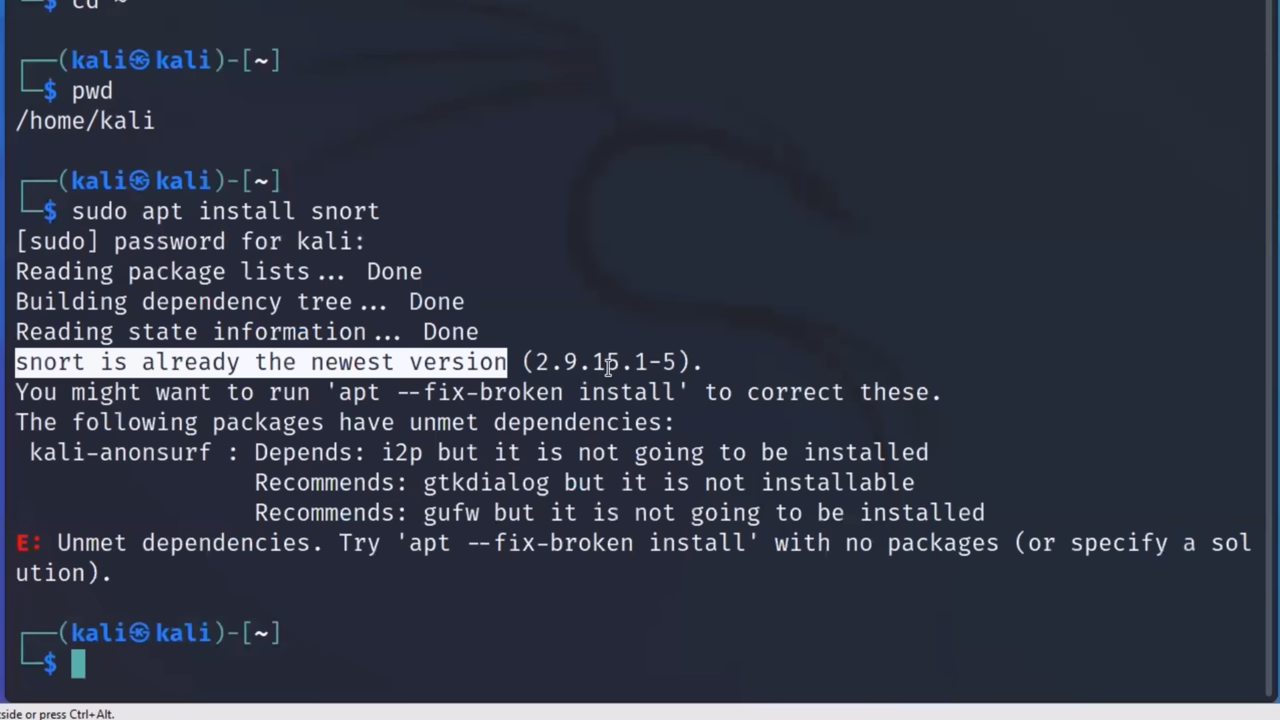 └─$ cd ~
┌──(kali㉿kali)-[~]
└─$ pwd
/home/kali
┌──(kali㉿kali)-[~]
└─$ sudo apt install snort
[sudo] password for kali:
Reading package lists... Done
Building dependency tree... Done
Reading state information... Done
snort is already the newest version (2.9.15.1-5).
You might want to run 'apt --fix-broken install' to correct these.
The following packages have unmet dependencies:
 kali-anonsurf : Depends: i2p but it is not going to be installed
                 Recommends: gtkdialog but it is not installable
                 Recommends: gufw but it is not going to be installed
E: Unmet dependencies. Try 'apt --fix-broken install' with no packages (or specify a sol
ution).
┌──(kali㉿kali)-[~]
└─$
side or press Ctrl+Alt.